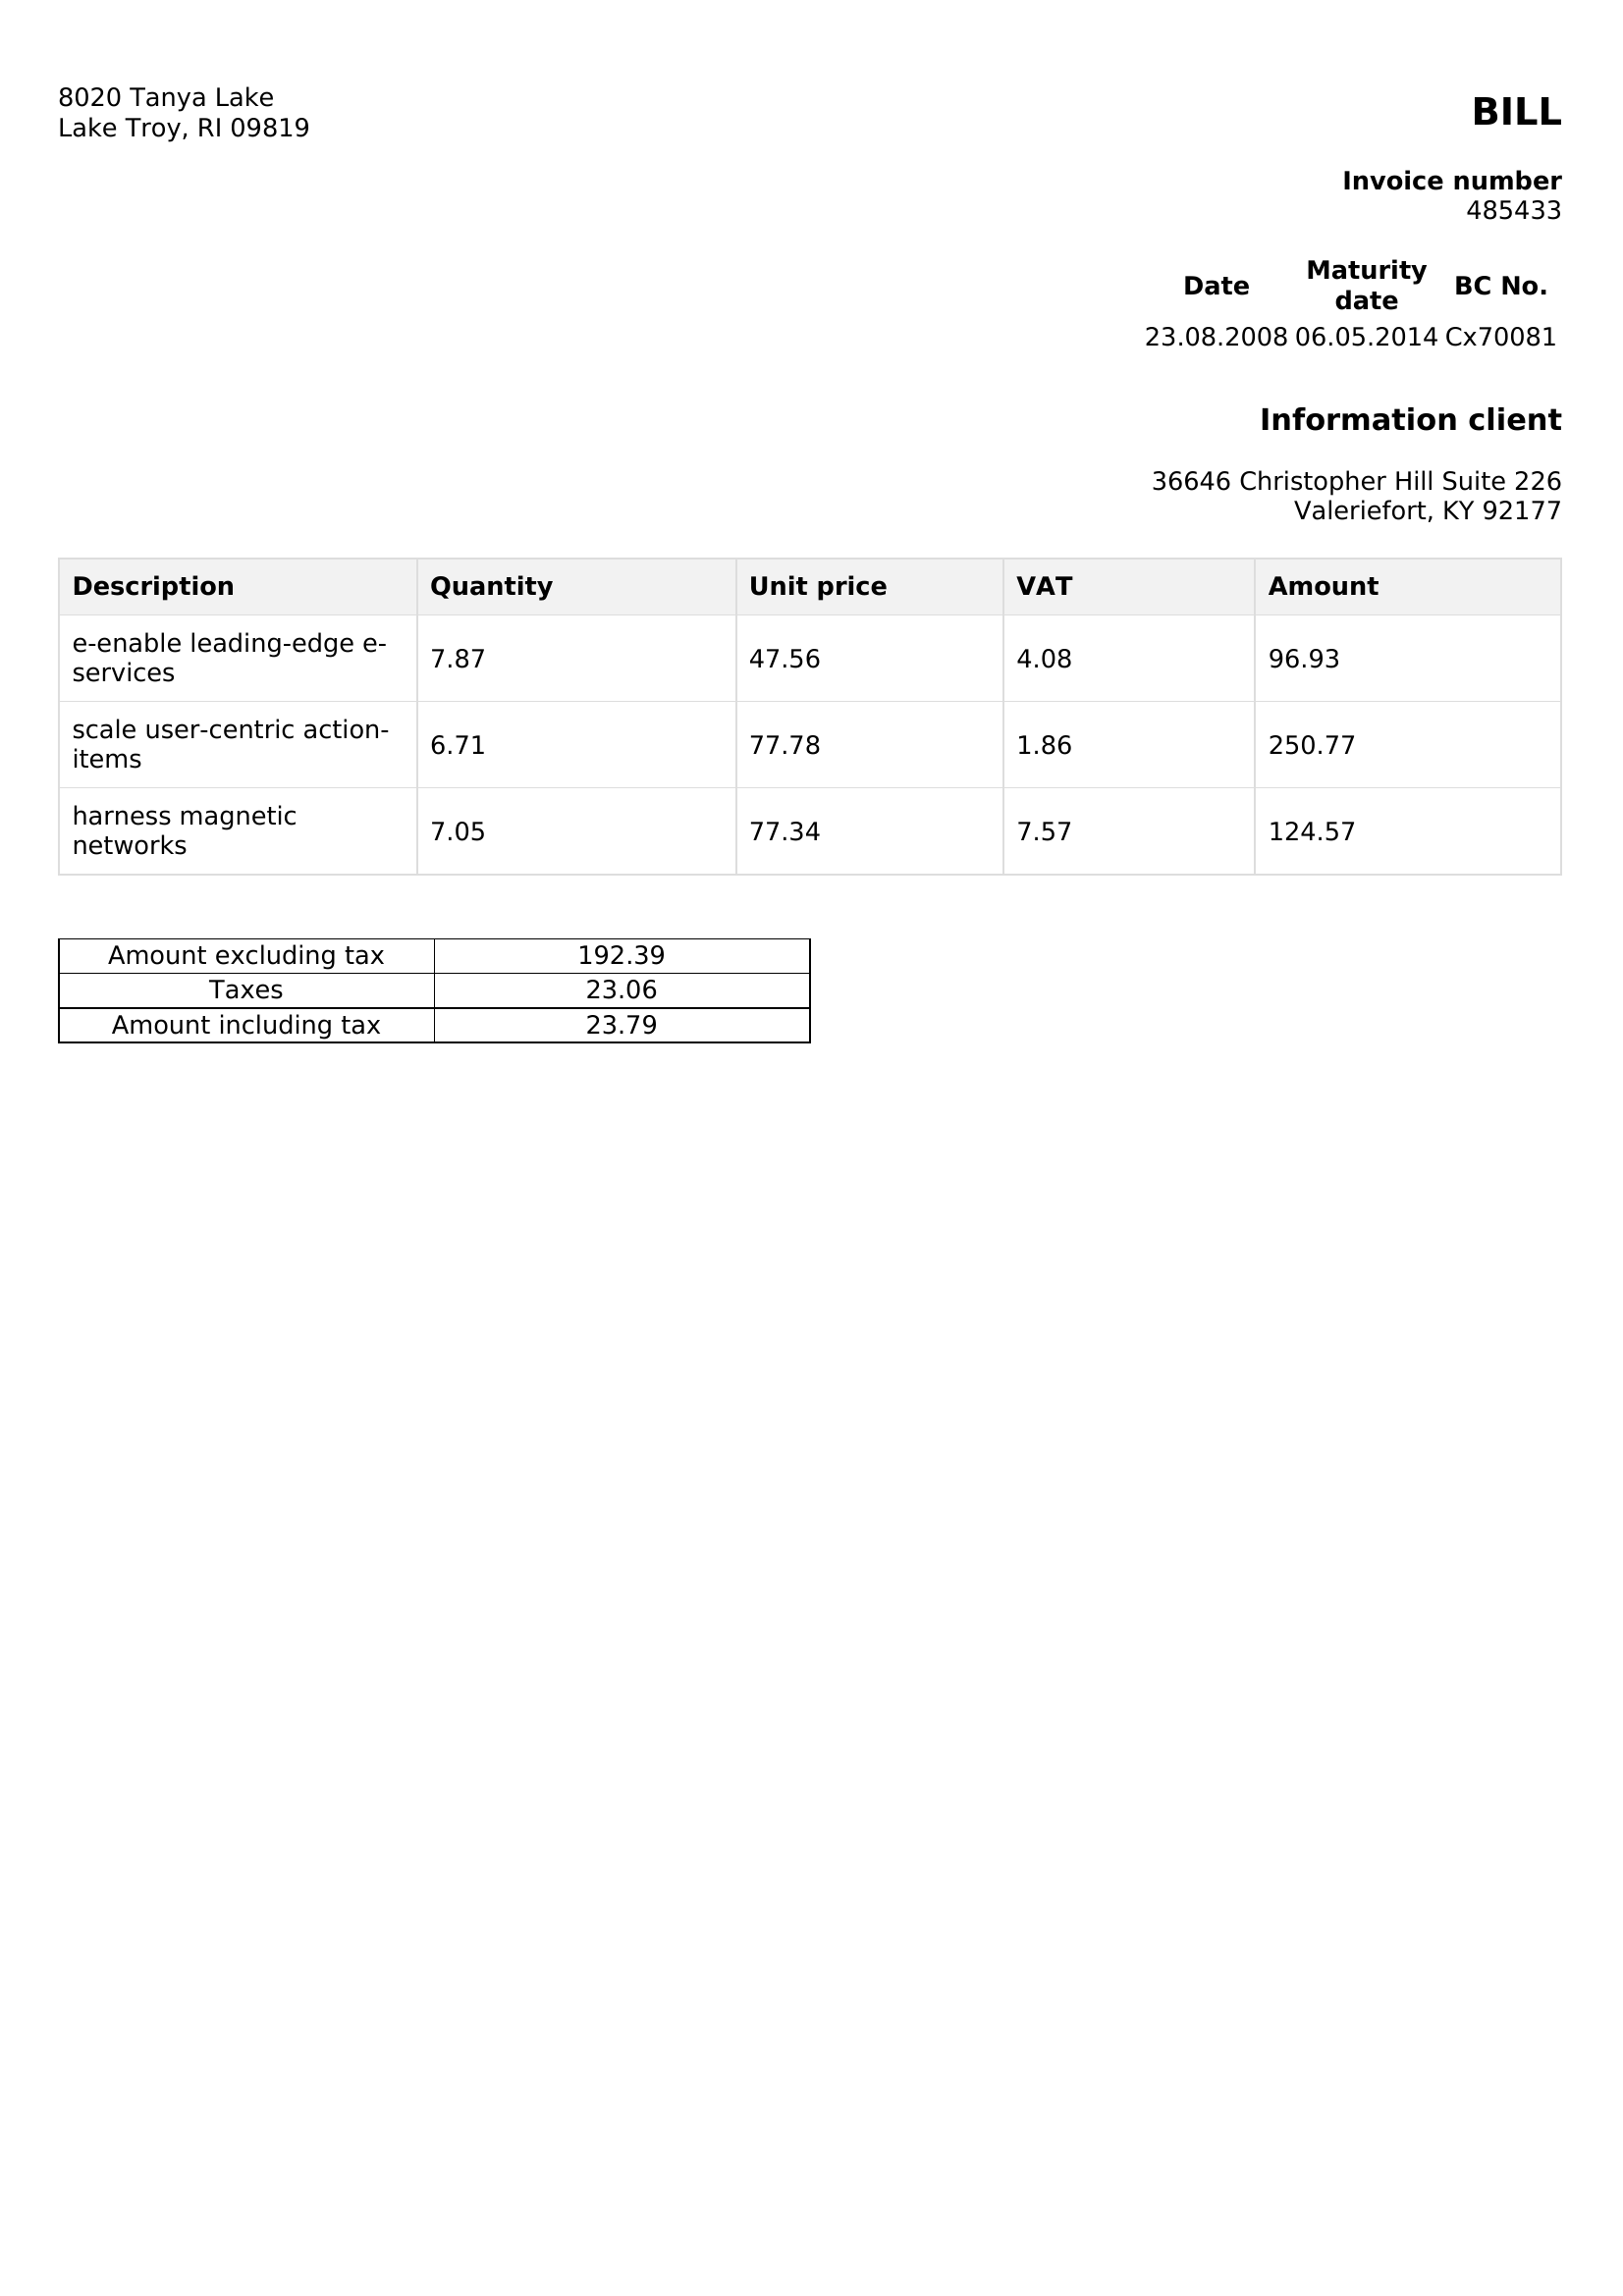 8020 Tanya Lake
Lake Troy, RI 09819
BILL
Invoice number
485433
Date Maturity date BC No.
23.08.2008 06.05.2014 Cx70081
Information client
36646 Christopher Hill Suite 226
Valeriefort, KY 92177
Description Quantity Unit price VAT Amount
e-enable leading-edge e-
services
7.87 47.56 4.08 96.93
scale user-centric action-
items
6.71 77.78 1.86 250.77
harness magnetic
networks
7.05 77.34 7.57 124.57
Amount excluding tax 192.39
Taxes 23.06
Amount including tax 23.79